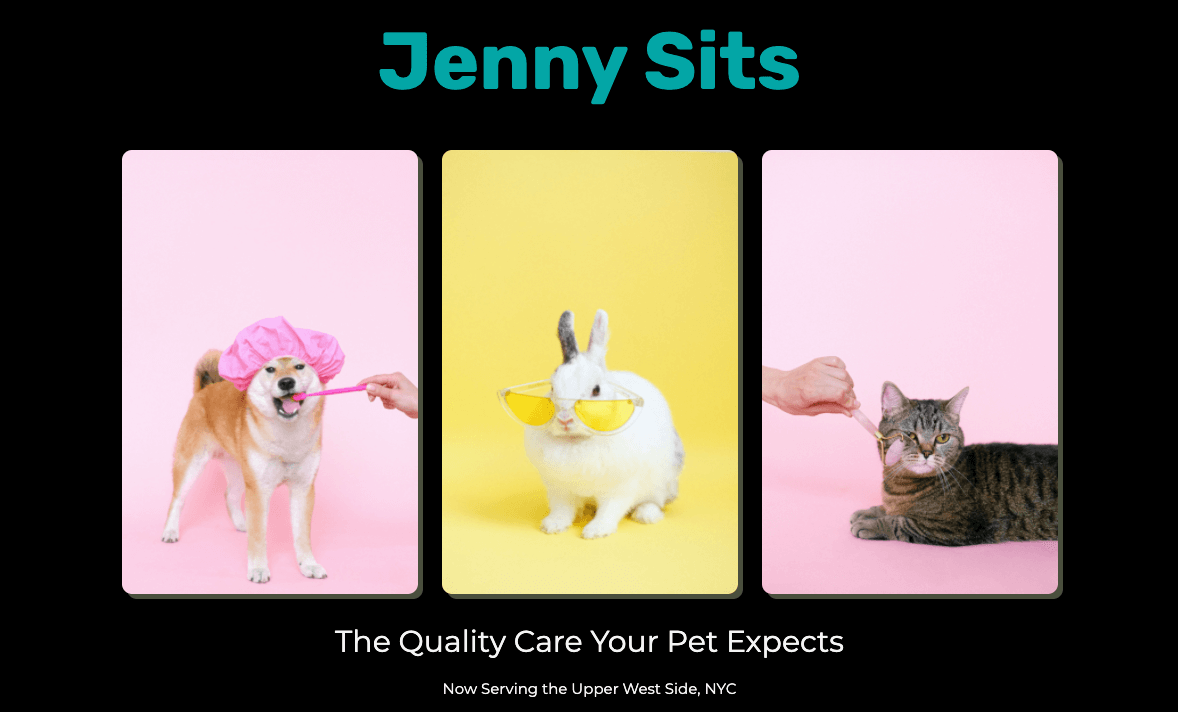 Jenny Sits
The Quality Care Your Pet Expects
Now Serving the Upper West Side, NYC